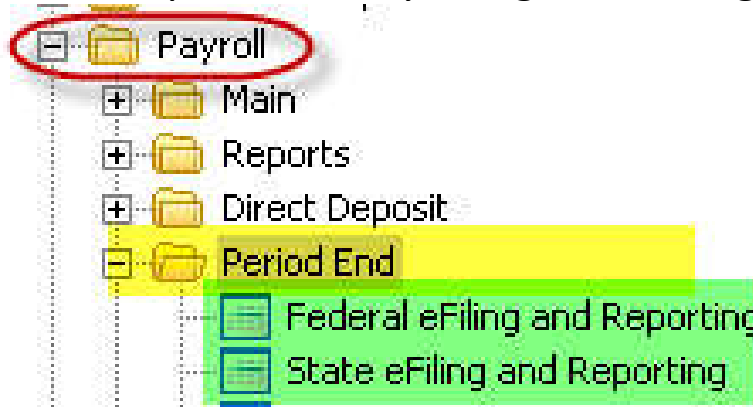 Payroll
Main
Reports
Direct Deposit
Period End
Federal eFiling and Reporting
State eFiling and Reporting